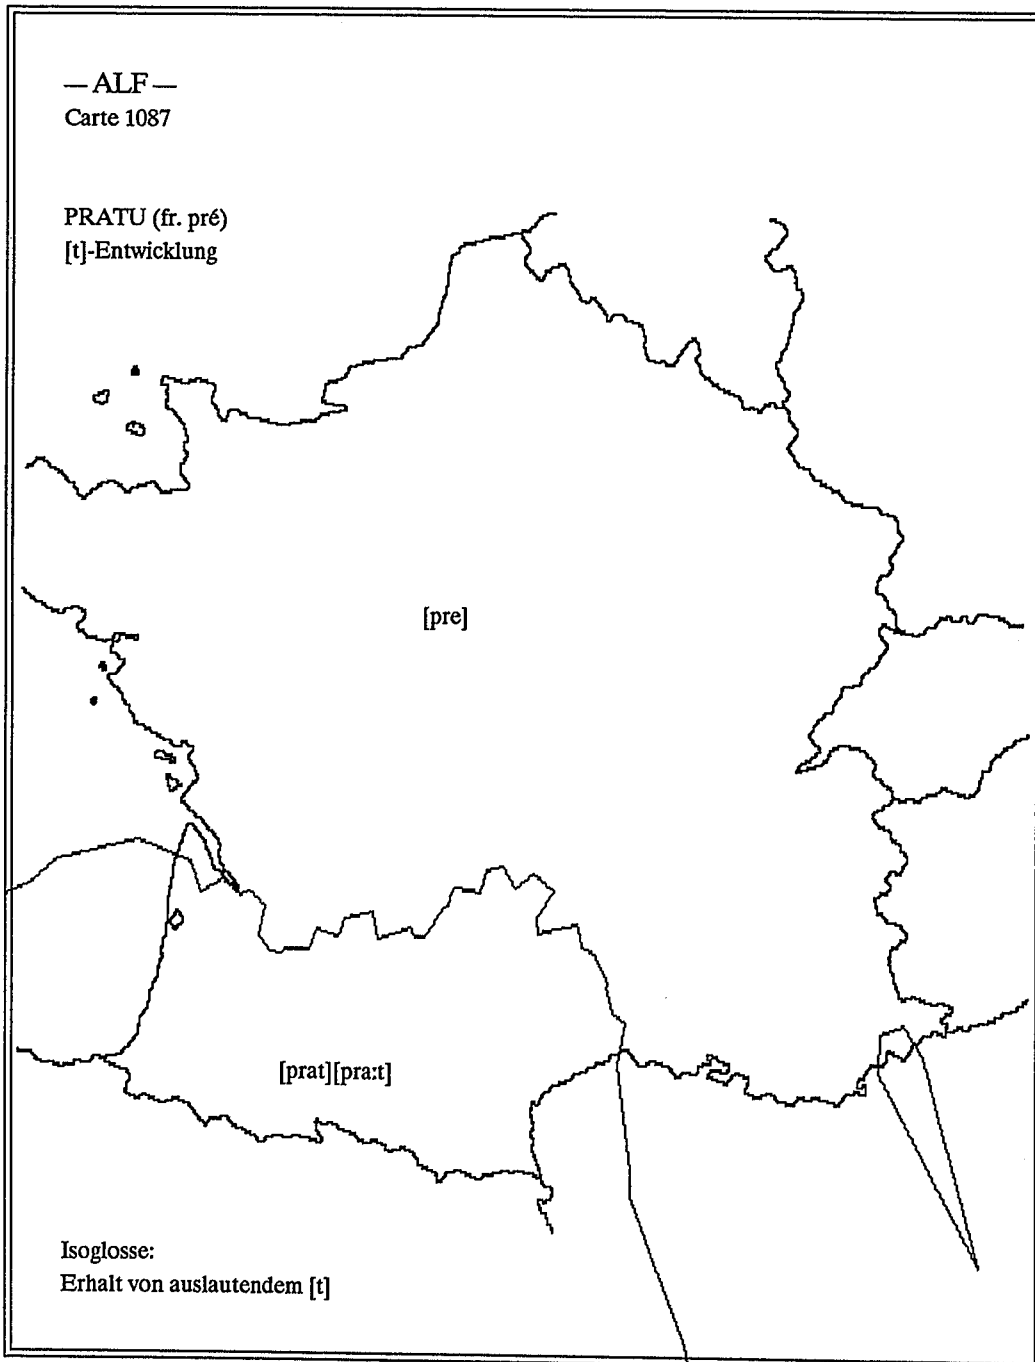 — ALF —
Carte 1087
PRATU (fr. pré)
[t]-Entwicklung
[pre]
[prat][pra:t]
Isoglosse:
Erhalt von auslautendem [t]